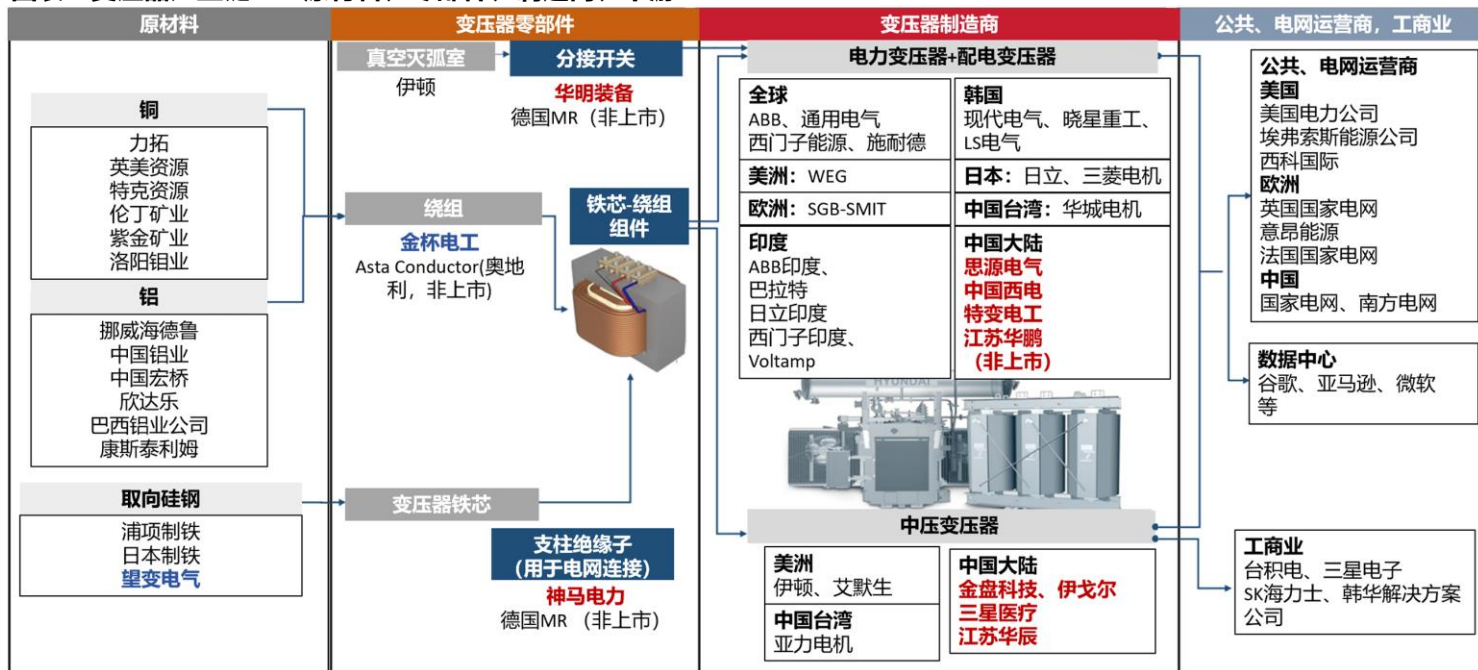 原材料
变压器零部件
变压器制造商
公共、电网运营商，工商业
铜
力拓
英美资源
特克资源
伦丁矿业
紫金矿业
洛阳钼业
铝
挪威海德鲁
中国铝业
中国宏桥
欣达乐
巴西铝业公司
康斯泰利姆
取向硅钢
浦项制铁
日本制铁
望变电气
真空灭弧室
伊顿
分接开关
华明装备
德国MR（非上市）
绕组
金杯电工
Asta Conductor(奥地
利，非上市)
铁芯-绕组
组件
变压器铁芯
支柱绝缘子
（用于电网连接）
神马电力
德国MR （非上市）
电力变压器+配电变压器
全球
ABB、通用电气
西门子能源、施耐德
美洲：WEG
欧洲：SGB-SMIT
印度
ABB印度、
巴拉特
日立印度
西门子印度、
Voltamp
韩国
现代电气、晓星重工、
LS电气
日本：日立、三菱电机
中国台湾：华城电机
中国大陆
思源电气
中国西电
特变电工
江苏华鹏
（非上市）
HYUNDAI
中压变压器
美洲
伊顿、艾默生
中国台湾
亚力电机
中国大陆
金盘科技、伊戈尔
三星医疗
江苏华辰
公共、电网运营商
美国
美国电力公司
埃弗索斯能源公司
西科国际
欧洲
英国国家电网
意昂能源
法国国家电网
中国
国家电网、南方电网
数据中心
谷歌、亚马逊、微软
等
工商业
台积电、三星电子
SK海力士、韩华解决方案
公司